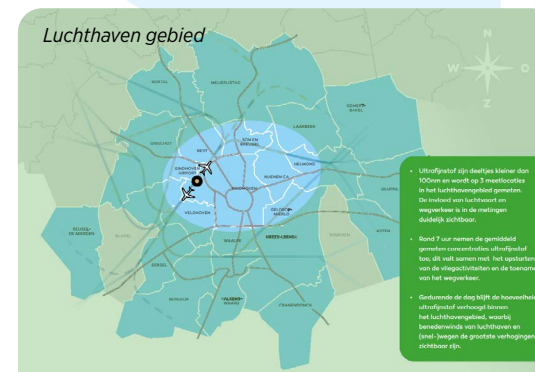 Luchthaven gebied
N
W
O
Z
BOXTEL
MEIERIJSTAD
GEMERT-
BAKEL
LAARBEEK
OIRSCHOT
BEST
SON EN
BREUGEL
HELMOND
EINDHOVEN
AIRPORT
NUENEN CA.
EINDHOVEN
DEURNE
VELDHOVEN
GELDROP-
MIERLO
REUSEL-
DE MIERDEN
BLADEL
ASTEN
SOMEREN
WAALRE
HEEZE-LEENDE
EERSEL
BERGEIJK
VALKENS-
WAARD
CRANENDONCK
• Ultrafijnstof zijn deeltjes kleiner dan
100nm en wordt op 3 meetlocaties
in het luchthavengebied gemeten.
De invloed van luchtvaart en
wegverkeer is in de metingen
duidelijk zichtbaar.
• Rond 7 uur nemen de gemiddeld
gemeten concentraties ultrafijnstof
toe, dit valt samen met het opstarten
van de vliegactiviteiten en de toename
van het wegverkeer.
• Gedurende de dag blijft de hoeveelheid
ultrafijnstof verhoogd binnen
het luchthavengebied, waarbij
benedenwinds van luchthaven en
(snel-)wegen de grootste verhogingen
zichtbaar zijn.